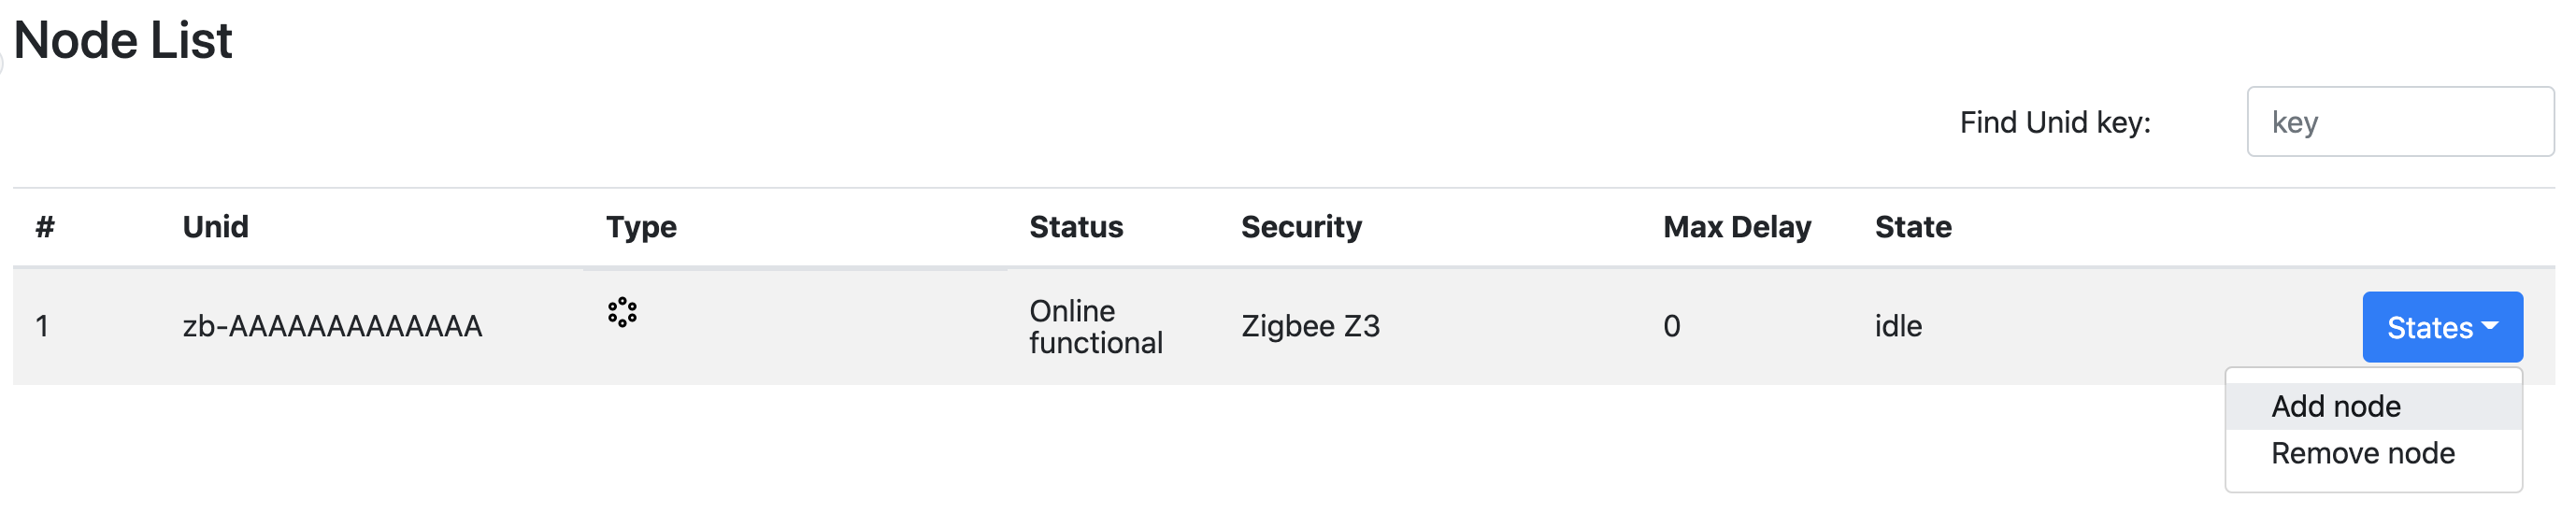 Node List
Find Unid key: key
# Unid Type Status Security Max Delay State
1 zb-AAAAAAAAAAAAA Online functional Zigbee Z3 0 idle States
Add node
Remove node